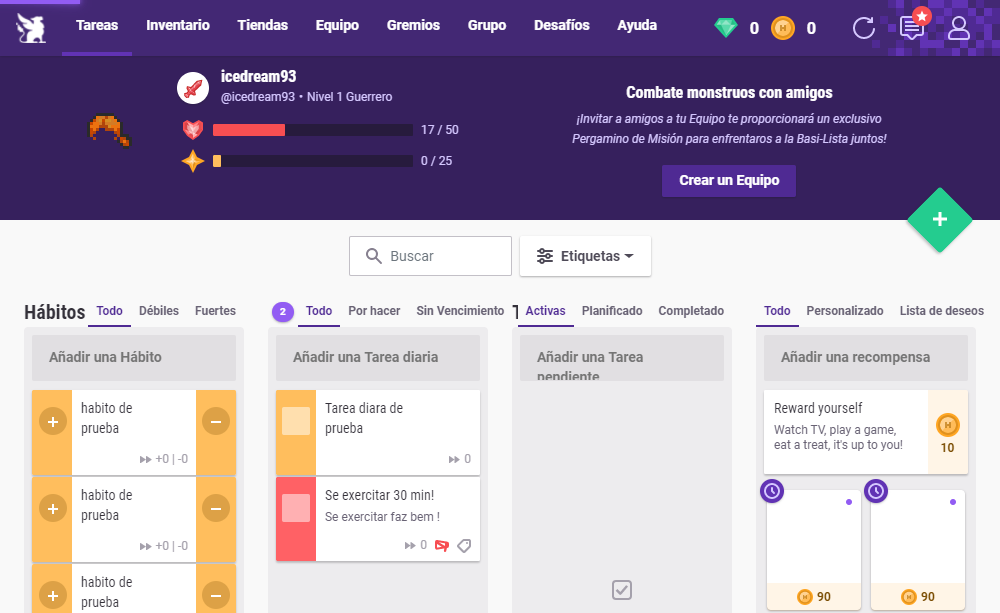 Tareas Inventario Tiendas Equipo Gremios Grupo Desafíos Ayuda 0 H 0
icedream93
@icedream93 • Nivel 1 Guerrero
17 / 50
0 / 25
Combate monstruos con amigos
¡Invitar a amigos a tu Equipo te proporcionará un exclusivo
Pergamino de Misión para enfrentaros a la Basi-Lista juntos!
Crear un Equipo
+
Buscar Etiquetas
Hábitos Todo Débiles Fuertes
Añadir una Hábito
habito de
prueba
+0 | -0
habito de
prueba
+0 | -0
habito de
prueba
2 Todo Por hacer Sin Vencimiento
Añadir una Tarea diaria
Tarea diara de
prueba
0
Se exercitar 30 min!
Se exercitar faz bem !
0
T Activas Planificado Completado
Añadir una Tarea
pendiente
Todo Personalizado Lista de deseos
Añadir una recompensa
Reward yourself
Watch TV, play a game,
eat a treat, it's up to you!
H
10
H 90
H 90